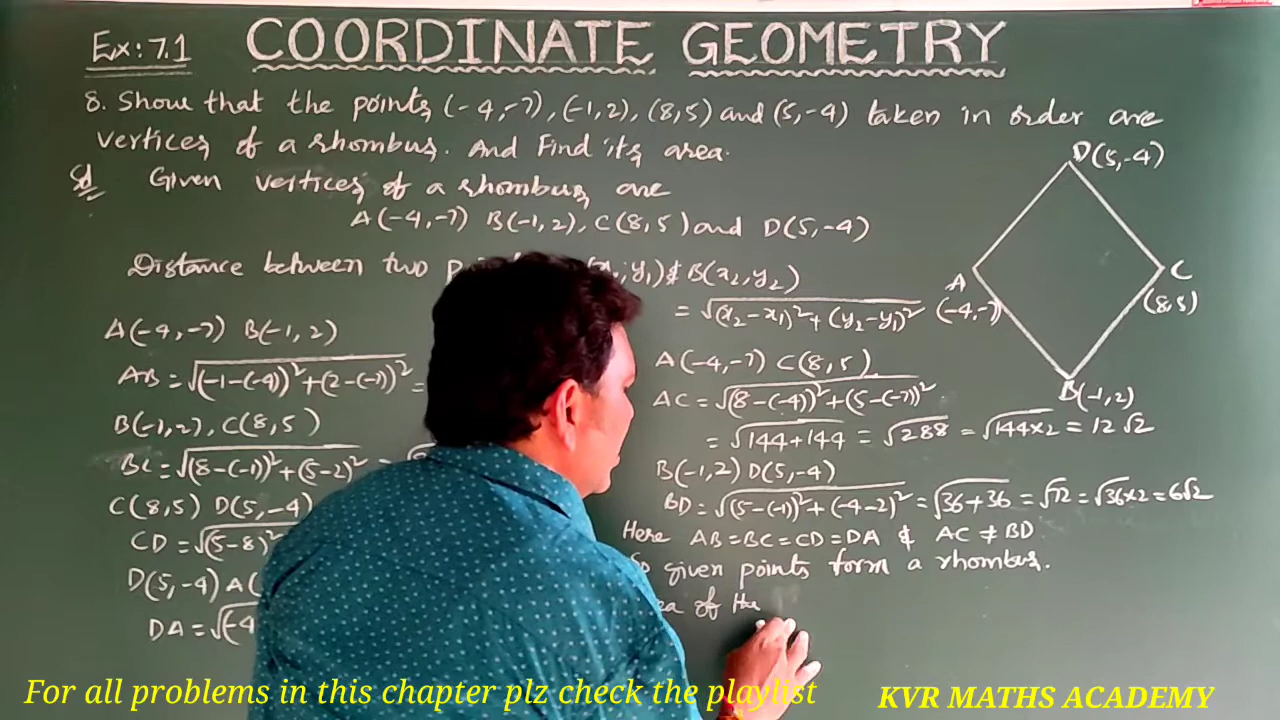 Ex: 7.1 COORDINATE GEOMETRY
8. Show that the points (-4,-7), (-1,2), (8,5) and (5,-4) taken in order are
vertices of a rhombus. And Find its area.
Sol Given vertices of a rhombus are
A(-4,-7) B(-1,2), C(8,5) and D(5,-4)
Distance between two
y₁) & B(x₂,y₂)
= √(x₂-x₁)²+(y₂-y₁)²
A(-4,-7) B(-1,2)
AB = √(-1-(-4))²+(2-(-7))² =
B(-1,2), C(8,5)
BC = √(8-(-1))²+(5-2)² =
C(8,5) D(5,-4)
CD = √(5-8)²
D(5,-4) A(
DA = √(-4
A(-4,-7) C(8,5).
AC = √(8-(-4))²+(5-(-7))²
= √144+144 = √288 = √144×2 = 12√2
B(-1,2) D(5,-4)
BD = √(5-(-1))²+(-4-2)² = √36+36 = √72 = √36×2 = 6√2
Here AB=BC=CD=DA & AC ≠ BD
given points form a rhombus.
of the
D(5,-4)
A
(-4,-7)
C
(8,5)
B(-1,2)
For all problems in this chapter plz check the playlist
KVR MATHS ACADEMY